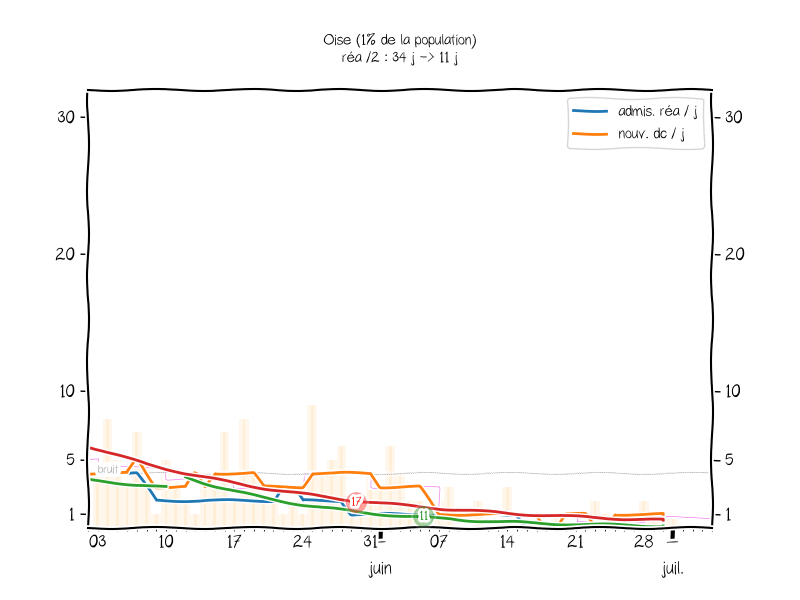 Oise (1% de la population)
réa /2 : 34 j -> 11 j
admis. réa / j
nouv. dc / j
30
30
20
20
10
10
5
5
bruit
17
11
1
1
03 10 17 24 31 07 14 21 28
juin juil.